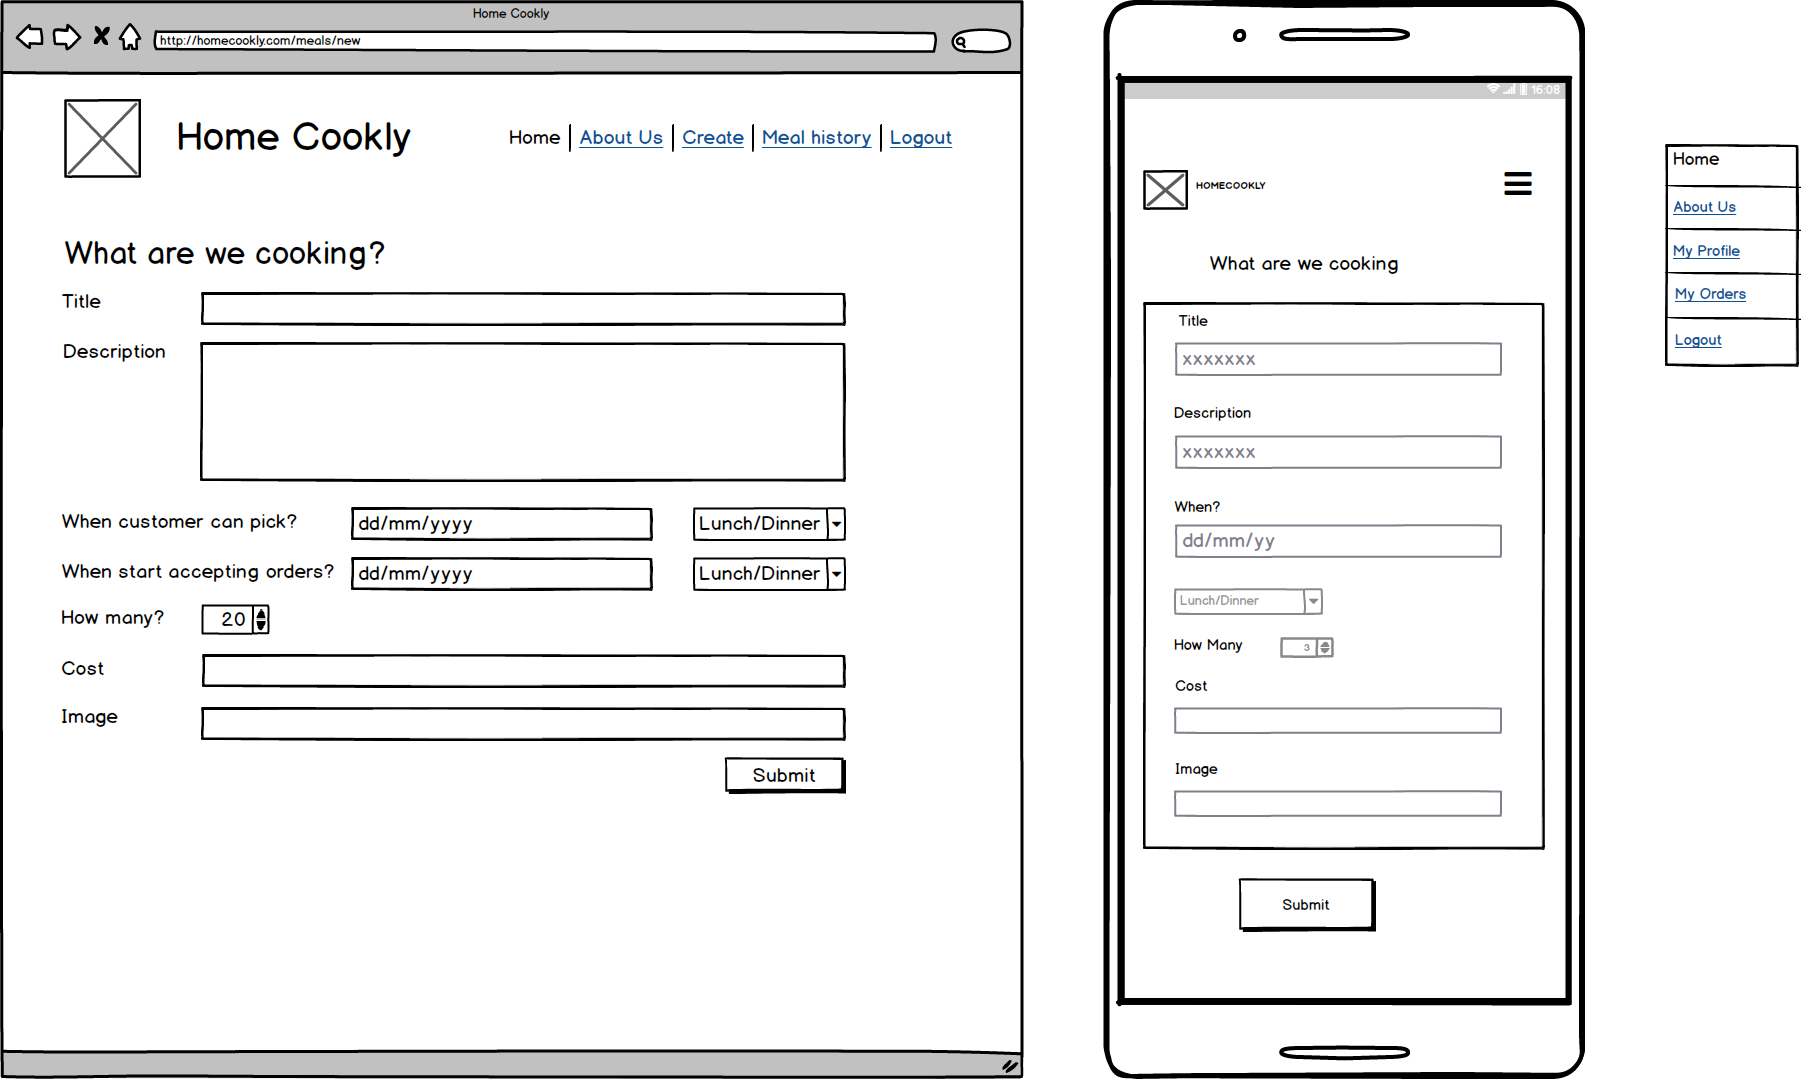 Home Cookly
http://homecookly.com/meals/new
Home Cookly
Home About Us Create Meal history Logout
What are we cooking?
Title
Description
When customer can pick? dd/mm/yyyy Lunch/Dinner
When start accepting orders? dd/mm/yyyy Lunch/Dinner
How many? 20
Cost
Image
Submit
16:08
HOMECOOKLY
What are we cooking
Title
xxxxxxx
Description
xxxxxxx
When?
dd/mm/yy
Lunch/Dinner
How Many 3
Cost
Image
Submit
Home
About Us
My Profile
My Orders
Logout